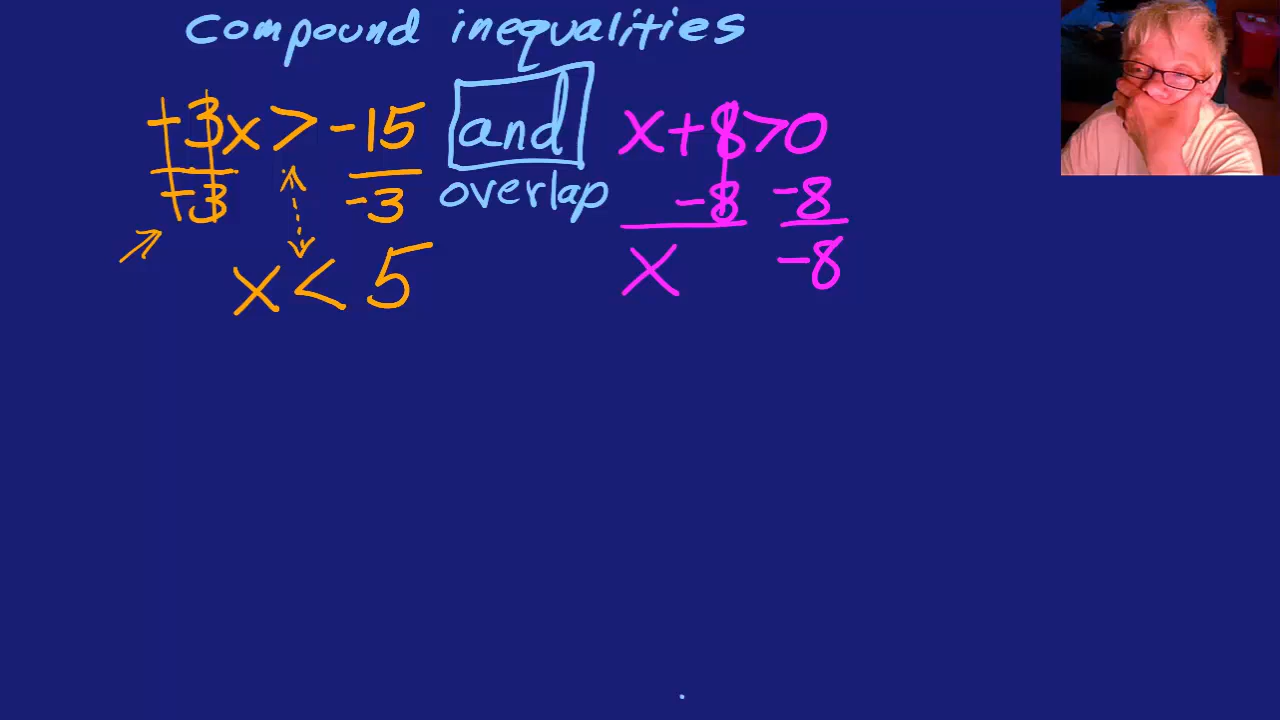 Compound inequalities
-3x > -15 and x + 8 > 0
-3 -3 overlap -8 -8
x < 5 x -8